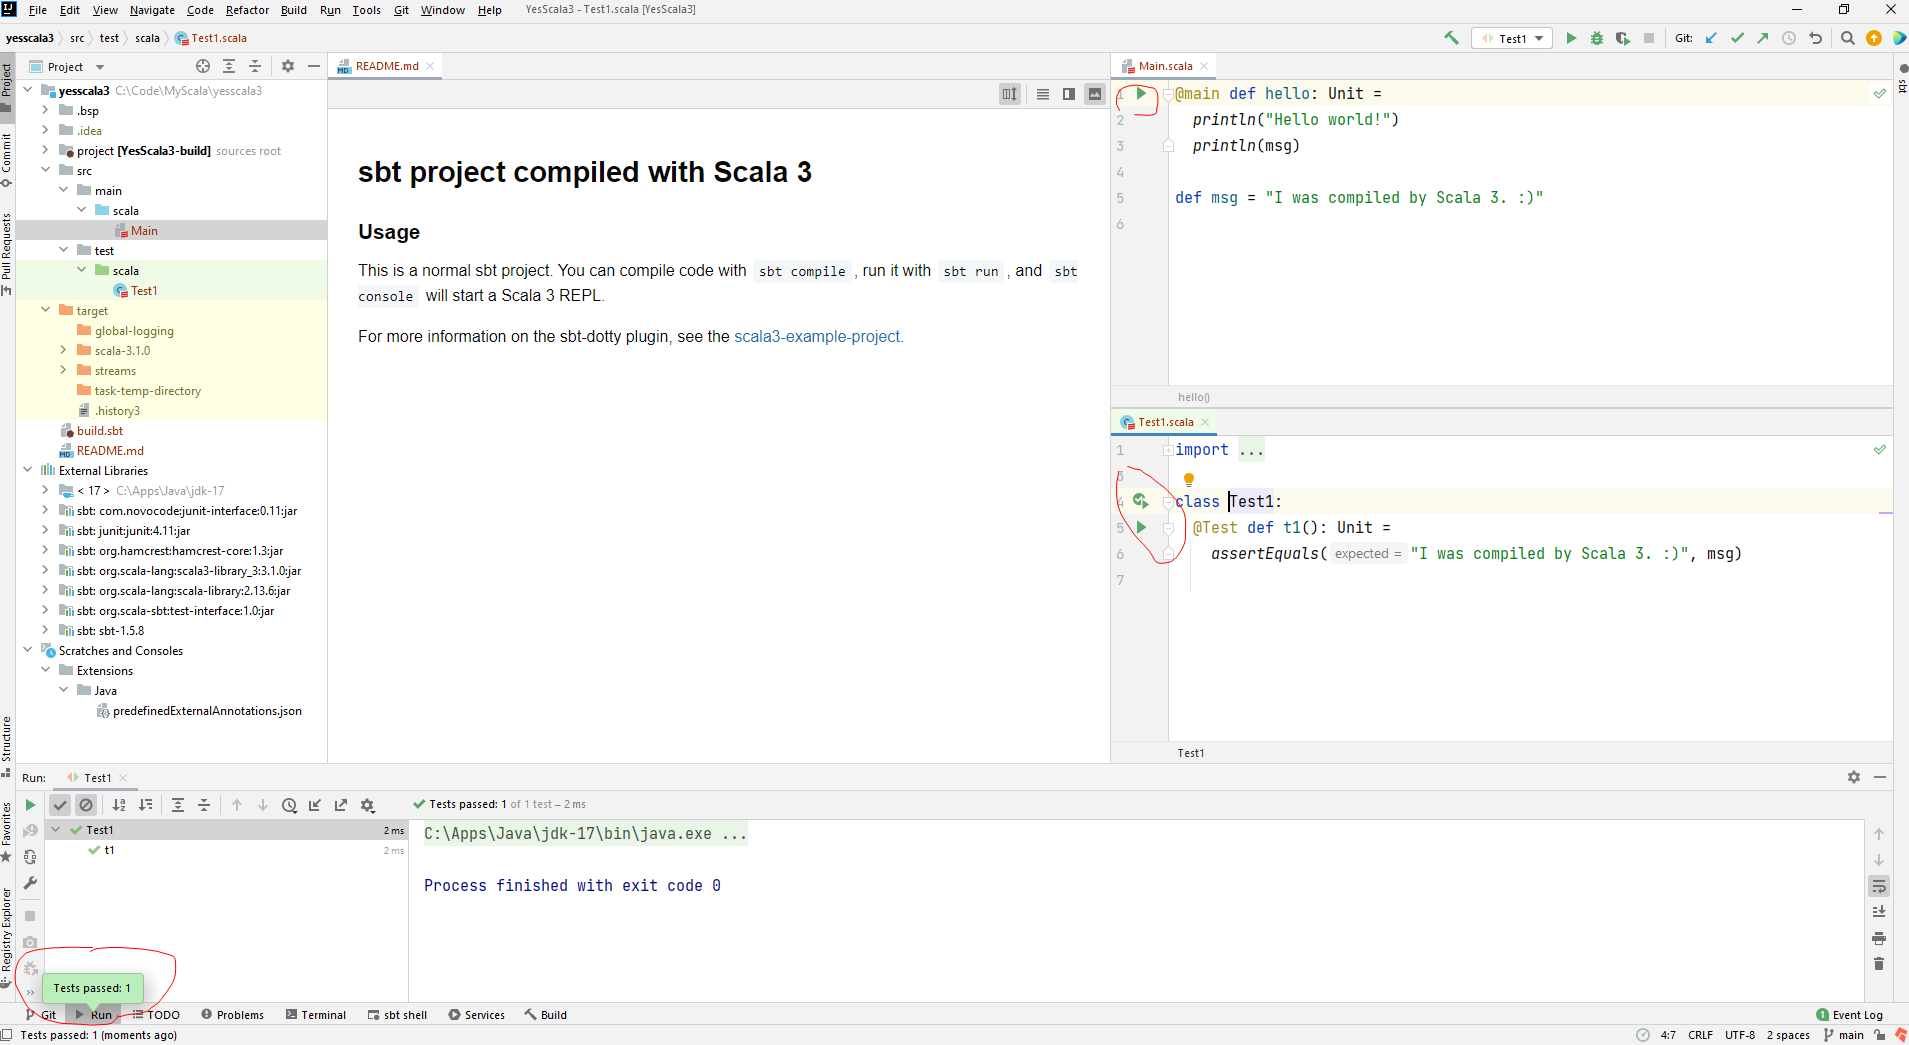 File Edit View Navigate Code Refactor Build Run Tools Git Window Help YesScala3 - Test1.scala [YesScala3]
yesscala3 src test scala Test1.scala Test1 Git:
Project
README.md
Main.scala
Project
Commit
Pull Requests
Structure
Favorites
Registry Explorer
sbt
yesscala3 C:\Code\MyScala\yesscala3
.bsp
.idea
project [YesScala3-build] sources root
src
main
scala
Main
test
scala
Test1
target
global-logging
scala-3.1.0
streams
task-temp-directory
.history3
build.sbt
README.md
External Libraries
< 17 > C:\Apps\Java\jdk-17
sbt: com.novocode:junit-interface:0.11:jar
sbt: junit:junit:4.11:jar
sbt: org.hamcrest:hamcrest-core:1.3:jar
sbt: org.scala-lang:scala3-library_3:3.1.0:jar
sbt: org.scala-lang:scala-library:2.13.6:jar
sbt: org.scala-sbt:test-interface:1.0:jar
sbt: sbt-1.5.8
Scratches and Consoles
Extensions
Java
predefinedExternalAnnotations.json
sbt project compiled with Scala 3
Usage
This is a normal sbt project. You can compile code with sbt compile , run it with sbt run , and sbt
console will start a Scala 3 REPL.
For more information on the sbt-dotty plugin, see the scala3-example-project.
1 @main def hello: Unit =
2 println("Hello world!")
3 println(msg)
4
5 def msg = "I was compiled by Scala 3. :)"
6
hello()
Test1.scala
1 import ...
3
4 class Test1:
5 @Test def t1(): Unit =
6 assertEquals( expected = "I was compiled by Scala 3. :)", msg)
7
Test1
Run: Test1
Tests passed: 1 of 1 test – 2 ms
Test1 2 ms
t1 2 ms
C:\Apps\Java\jdk-17\bin\java.exe ...
Process finished with exit code 0
Tests passed: 1
Git Run TODO Problems Terminal sbt shell Services Build 1 Event Log
Tests passed: 1 (moments ago) 4:7 CRLF UTF-8 2 spaces main